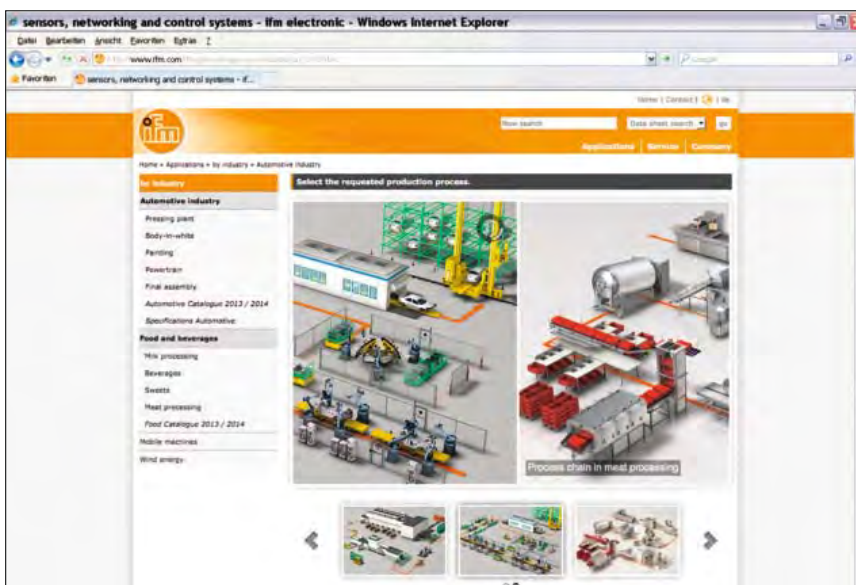 sensors, networking and control systems - ifm electronic - Windows Internet Explorer
Datei Bearbeiten Ansicht Favoriten Extras ?
www.ifm.com
Favoriten
sensors, networking and control systems - if...
Home | Contact |
ifm
New search
Data sheet search
go
Applications Service Company
Home » Applications » by industry » Automotive industry
by industry
Select the requeated production process.
Automotive industry
Pressing plant
Body-in-white
Painting
Powertrain
Final assembly
Automotive Catalogue 2013 / 2014
Specifications Automotive
Food and beverages
Milk processing
Beverages
Sweets
Meat processing
Food Catalogue 2013 / 2014
Mobile machines
Wind energy
Process chain in meat processing